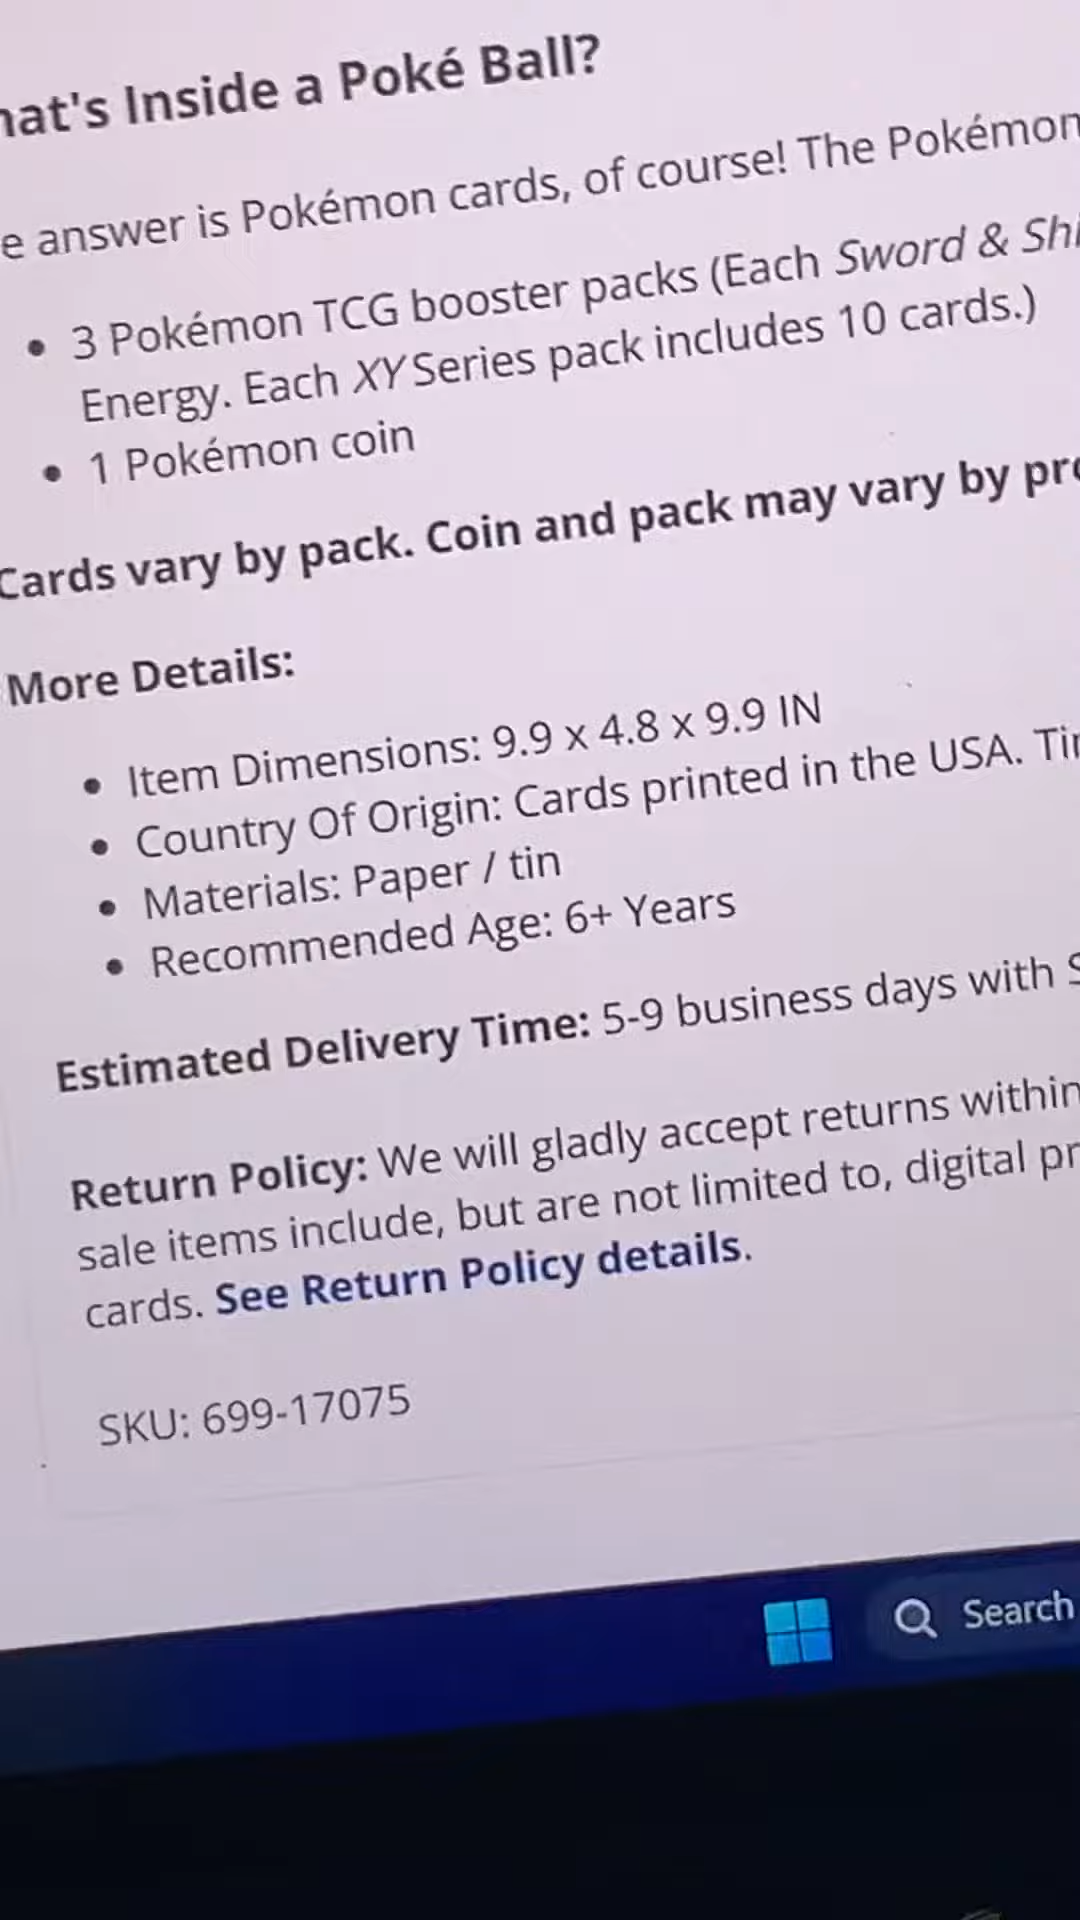 hat's Inside a Poké Ball?
e answer is Pokémon cards, of course! The Pokémon
• 3 Pokémon TCG booster packs (Each Sword & Shi
Energy. Each XY Series pack includes 10 cards.)
• 1 Pokémon coin
Cards vary by pack. Coin and pack may vary by pro
More Details:
• Item Dimensions: 9.9 x 4.8 x 9.9 IN
• Country Of Origin: Cards printed in the USA. Tin
• Materials: Paper / tin
• Recommended Age: 6+ Years
Estimated Delivery Time: 5-9 business days with S
Return Policy: We will gladly accept returns within
sale items include, but are not limited to, digital pr
cards. See Return Policy details.
SKU: 699-17075
Search